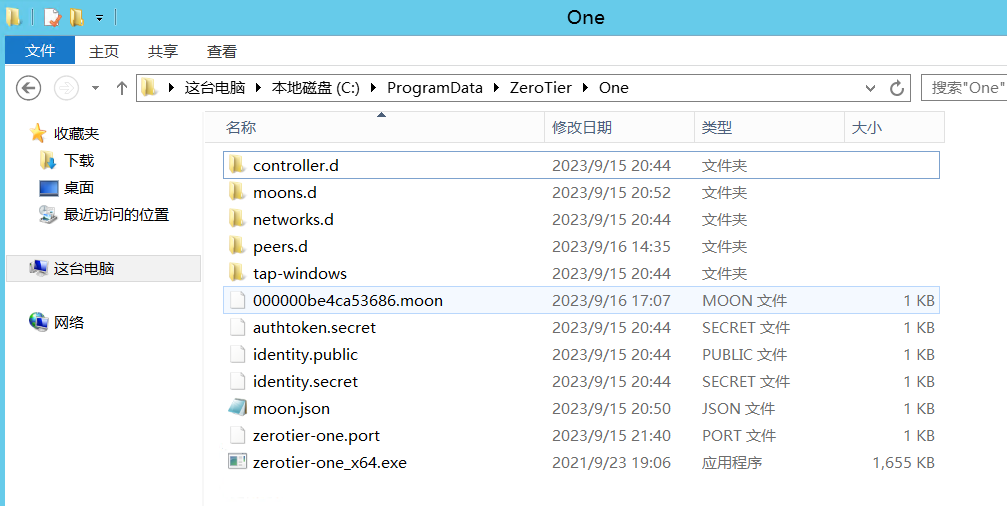 One
文件 主页 共享 查看
这台电脑 本地磁盘 (C:) ProgramData ZeroTier One 搜索"One"
名称 修改日期 类型 大小
收藏夹
下载
桌面
最近访问的位置
这台电脑
网络
controller.d 2023/9/15 20:44 文件夹
moons.d 2023/9/15 20:52 文件夹
networks.d 2023/9/15 20:44 文件夹
peers.d 2023/9/16 14:35 文件夹
tap-windows 2023/9/15 20:44 文件夹
000000be4ca53686.moon 2023/9/16 17:07 MOON 文件 1 KB
authtoken.secret 2023/9/15 20:44 SECRET 文件 1 KB
identity.public 2023/9/15 20:44 PUBLIC 文件 1 KB
identity.secret 2023/9/15 20:44 SECRET 文件 1 KB
moon.json 2023/9/15 20:50 JSON 文件 1 KB
zerotier-one.port 2023/9/15 21:40 PORT 文件 1 KB
zerotier-one_x64.exe 2021/9/23 19:06 应用程序 1,655 KB